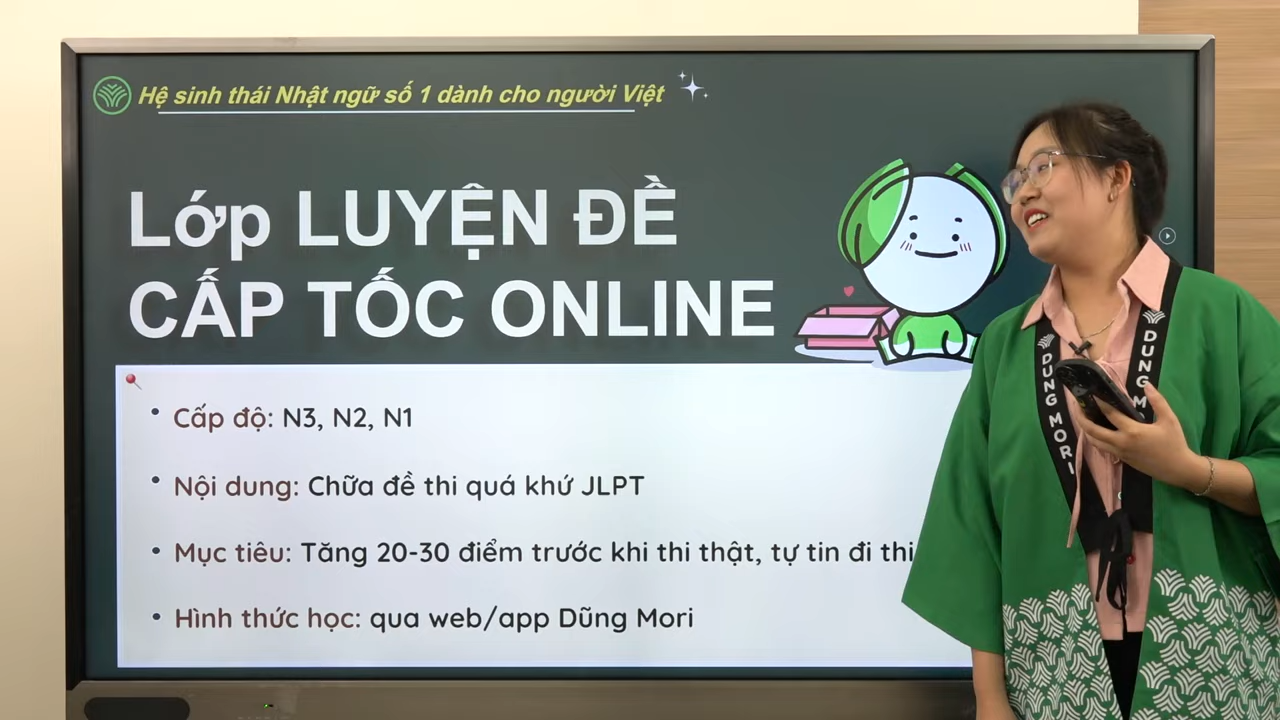 Hệ sinh thái Nhật ngữ số 1 dành cho người Việt
Lớp LUYỆN ĐỀ
CẤP TỐC ONLINE
• Cấp độ: N3, N2, N1
• Nội dung: Chữa đề thi quá khứ JLPT
• Mục tiêu: Tăng 20-30 điểm trước khi thi thật, tự tin đi thi
• Hình thức học: qua web/app Dũng Mori
DUNG MORI
DUNG M